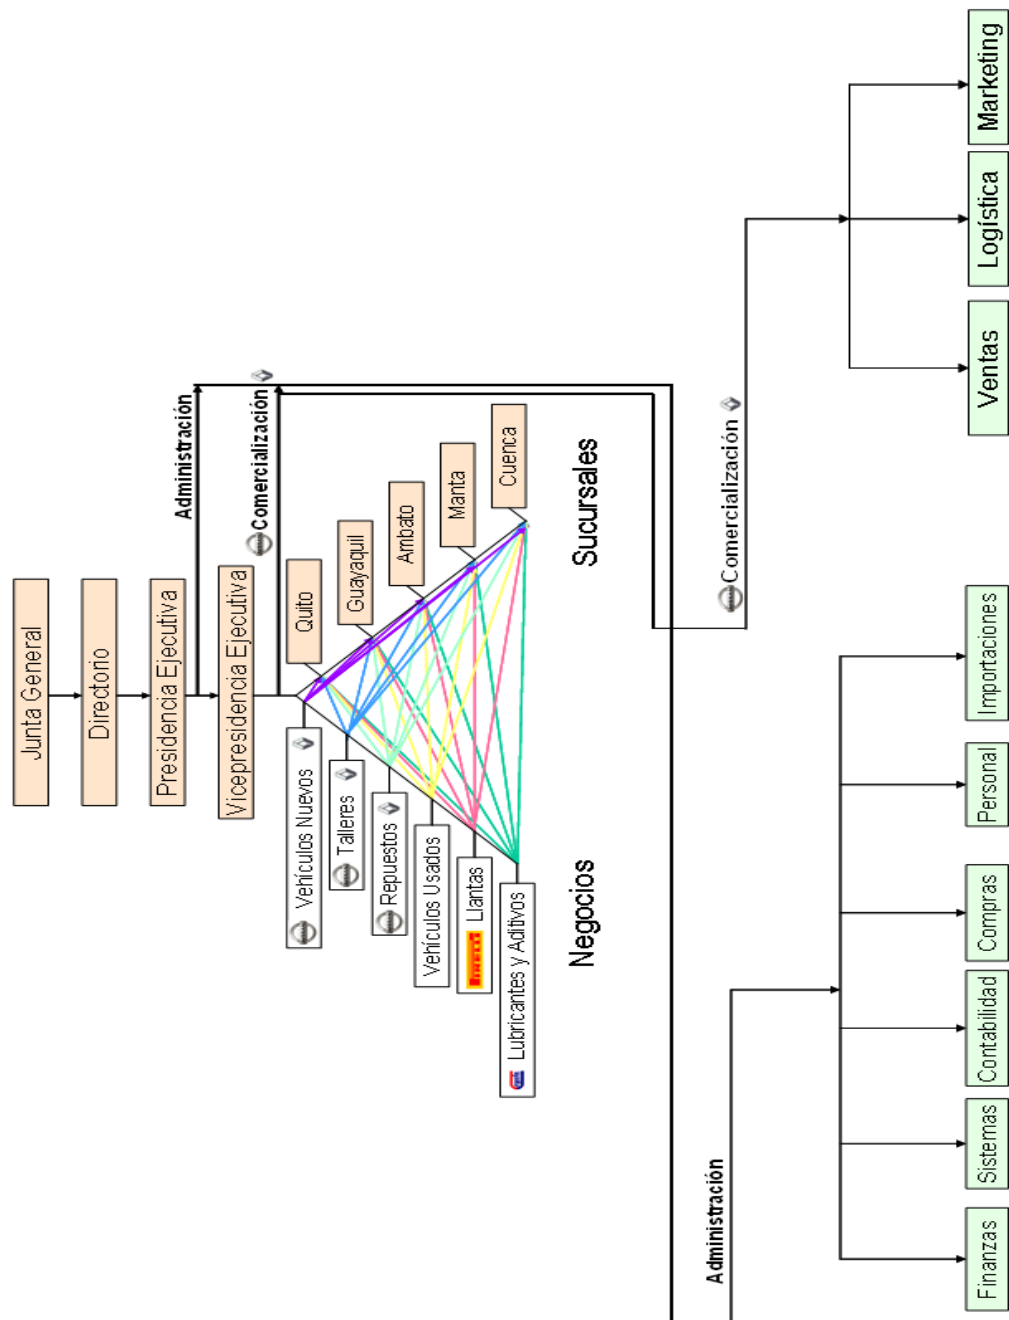 Junta General
Directorio
Presidencia Ejecutiva
Administración
Vicepresidencia Ejecutiva
Comercialización
Vehículos Nuevos
Talleres
Repuestos
Vehículos Usados
PIRELLI Llantas
Lubricantes y Aditivos
Negocios
Quito
Guayaquil
Ambato
Manta
Cuenca
Sucursales
Administración
Finanzas
Sistemas
Contabilidad
Compras
Personal
Importaciones
Comercialización
Ventas
Logística
Marketing